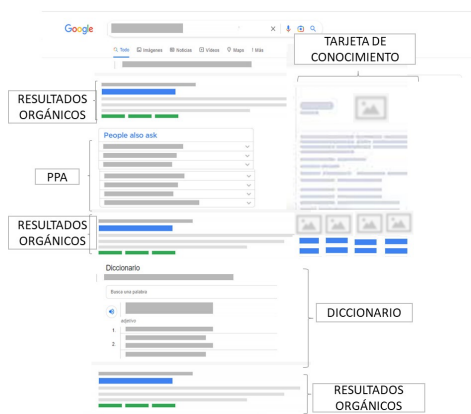 Google
Todo Imágenes Noticias Vídeos Maps Más
TARJETA DE
CONOCIMIENTO
RESULTADOS
ORGÁNICOS
People also ask
PPA
RESULTADOS
ORGÁNICOS
Diccionario
Busca una palabra
adjetivo
1.
2.
DICCIONARIO
RESULTADOS
ORGÁNICOS